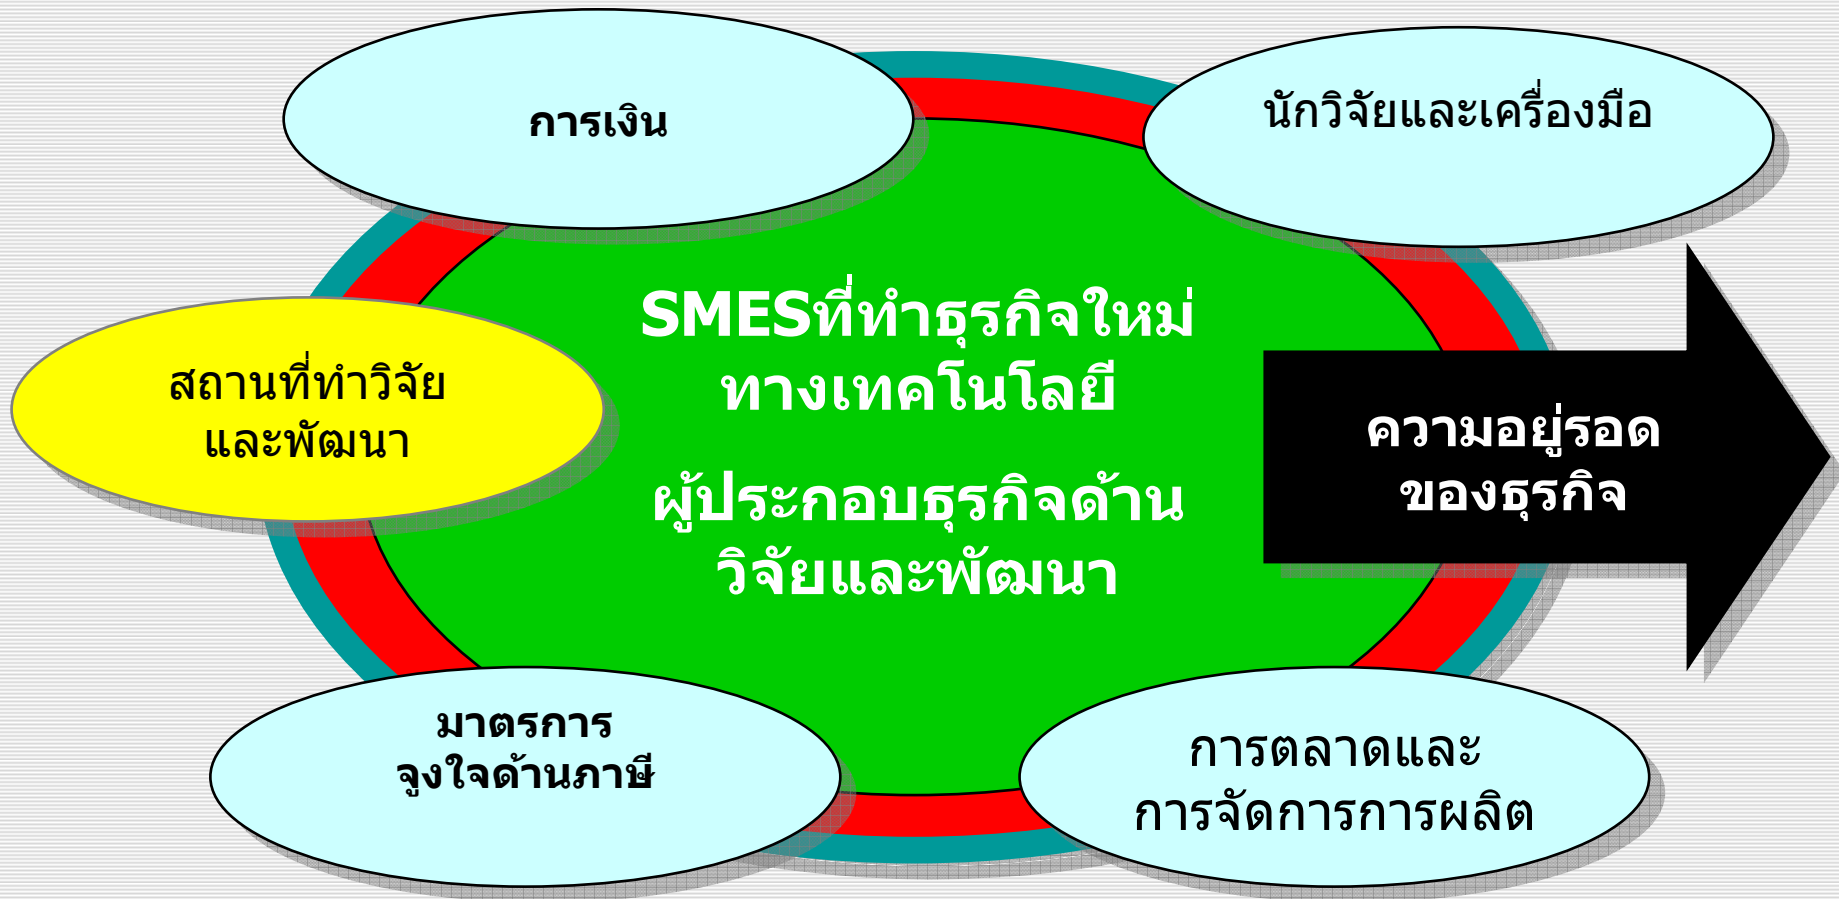 การเงิน
นักวิจัยและเครื่องมือ
SMESที่ทำธุรกิจใหม่
ทางเทคโนโลยี
ผู้ประกอบธุรกิจด้าน
วิจัยและพัฒนา
สถานที่ทำวิจัย
และพัฒนา
ความอยู่รอด
ของธุรกิจ
มาตรการ
จูงใจด้านภาษี
การตลาดและ
การจัดการการผลิต